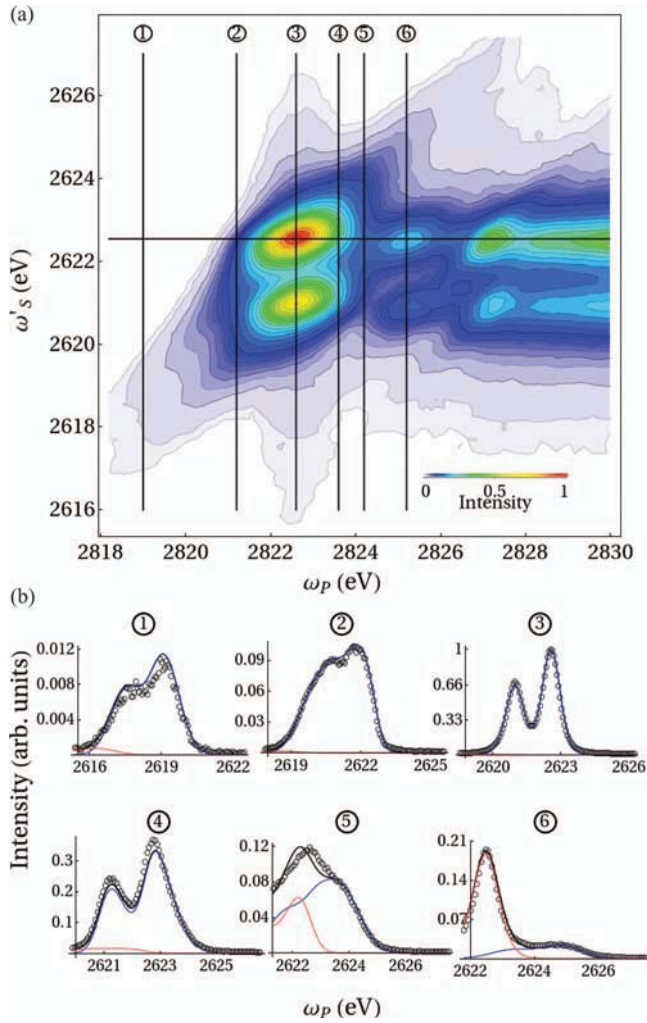 (a)
① ② ③ ④ ⑤ ⑥
2626
2624
2622
2620
2618
2616
ω's (eV)
0 0.5 1
Intensity
2818 2820 2822 2824 2826 2828 2830
ωP (eV)
(b)
① ② ③
0.012
0.008
0.004
2616 2619 2622
0.09
0.06
0.03
2619 2622 2625
1
0.66
0.33
2620 2623 2626
Intensity (arb. units)
④ ⑤ ⑥
0.3
0.2
0.1
2621 2623 2625
0.12
0.08
0.04
2622 2624 2626
0.21
0.14
0.07
2622 2624 2626
ωP (eV)